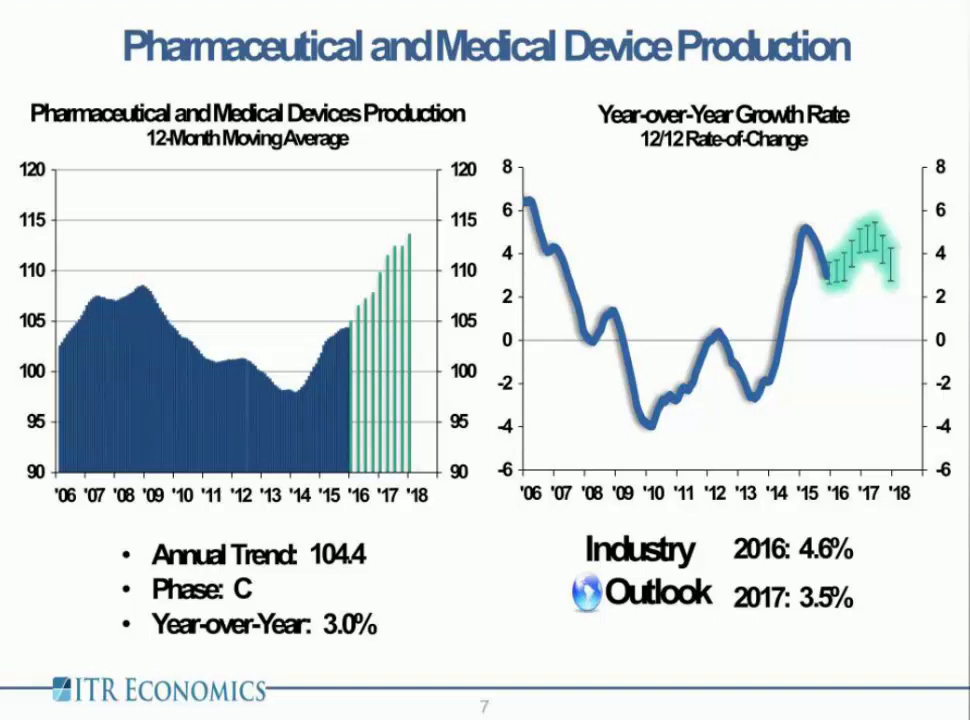 Pharmaceutical and Medical Device Production
Pharmaceutical and Medical Devices Production
12-Month Moving Average
120 120
115 115
110 110
105 105
100 100
95 95
90 90
'06 '07 '08 '09 '10 '11 '12 '13 '14 '15 '16 '17 '18
Year-over-Year Growth Rate
12/12 Rate-of-Change
8 8
6 6
4 4
2 2
0 0
-2 -2
-4 -4
-6 -6
'06 '07 '08 '09 '10 '11 '12 '13 '14 '15 '16 '17 '18
• Annual Trend: 104.4
• Phase: C
• Year-over-Year: 3.0%
Industry
Outlook
2016: 4.6%
2017: 3.5%
ITR ECONOMICS
7